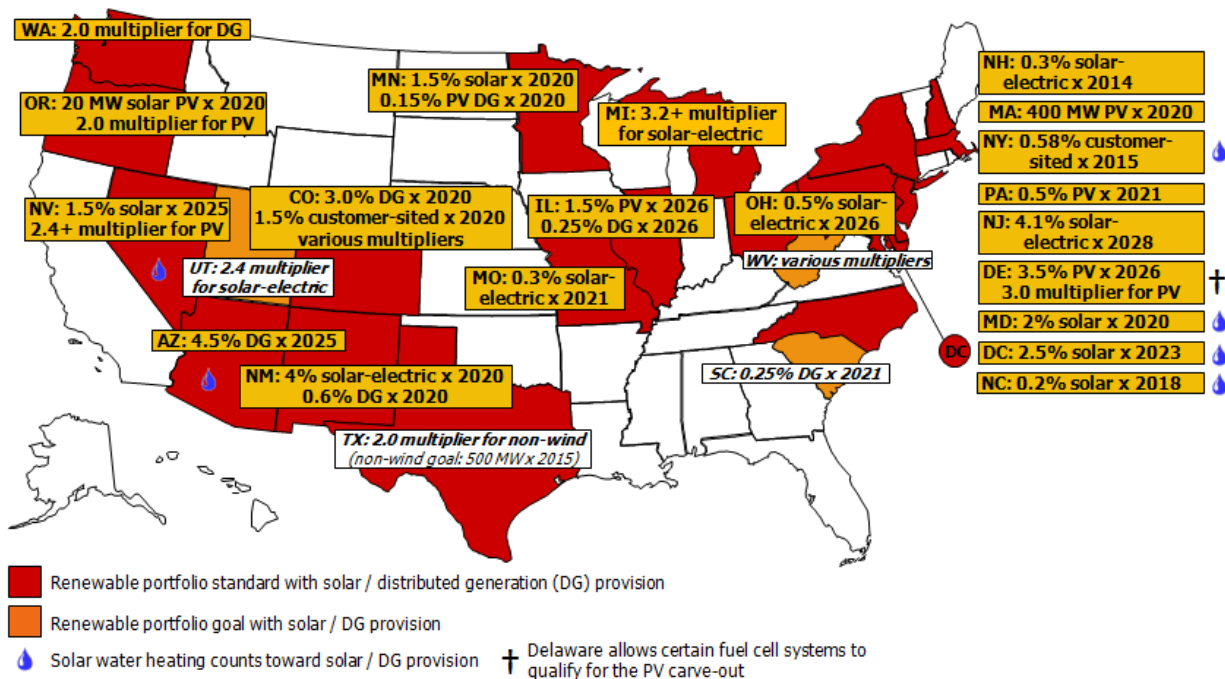 WA: 2.0 multiplier for DG
OR: 20 MW solar PV x 2020
2.0 multiplier for PV
NV: 1.5% solar x 2025
2.4+ multiplier for PV
UT: 2.4 multiplier
for solar-electric
AZ: 4.5% DG x 2025
MN: 1.5% solar x 2020
0.15% PV DG x 2020
MI: 3.2+ multiplier
for solar-electric
CO: 3.0% DG x 2020
1.5% customer-sited x 2020
various multipliers
IL: 1.5% PV x 2026
0.25% DG x 2026
OH: 0.5% solar-
electric x 2026
WV: various multipliers
MO: 0.3% solar-
electric x 2021
NM: 4% solar-electric x 2020
0.6% DG x 2020
SC: 0.25% DG x 2021
TX: 2.0 multiplier for non-wind
(non-wind goal: 500 MW x 2015)
NH: 0.3% solar-
electric x 2014
MA: 400 MW PV x 2020
NY: 0.58% customer-
sited x 2015
PA: 0.5% PV x 2021
NJ: 4.1% solar-
electric x 2028
DE: 3.5% PV x 2026
3.0 multiplier for PV
†
MD: 2% solar x 2020
DC: 2.5% solar x 2023
NC: 0.2% solar x 2018
DC
Renewable portfolio standard with solar / distributed generation (DG) provision
Renewable portfolio goal with solar / DG provision
Solar water heating counts toward solar / DG provision
† Delaware allows certain fuel cell systems to
qualify for the PV carve-out